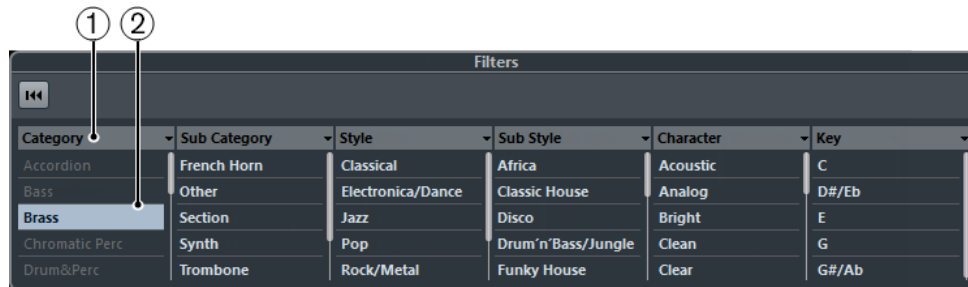 1 2
Filters
Category Sub Category Style Sub Style Character Key
Accordion French Horn Classical Africa Acoustic C
Bass Other Electronica/Dance Classic House Analog D#/Eb
Brass Section Jazz Disco Bright E
Chromatic Perc Synth Pop Drum´n´Bass/Jungle Clean G
Drum&Perc Trombone Rock/Metal Funky House Clear G#/Ab